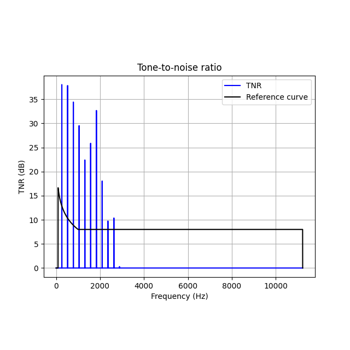 Tone-to-noise ratio
TNR
Reference curve
TNR (dB)
35
30
25
20
15
10
5
0
0
2000
4000
6000
8000
10000
Frequency (Hz)